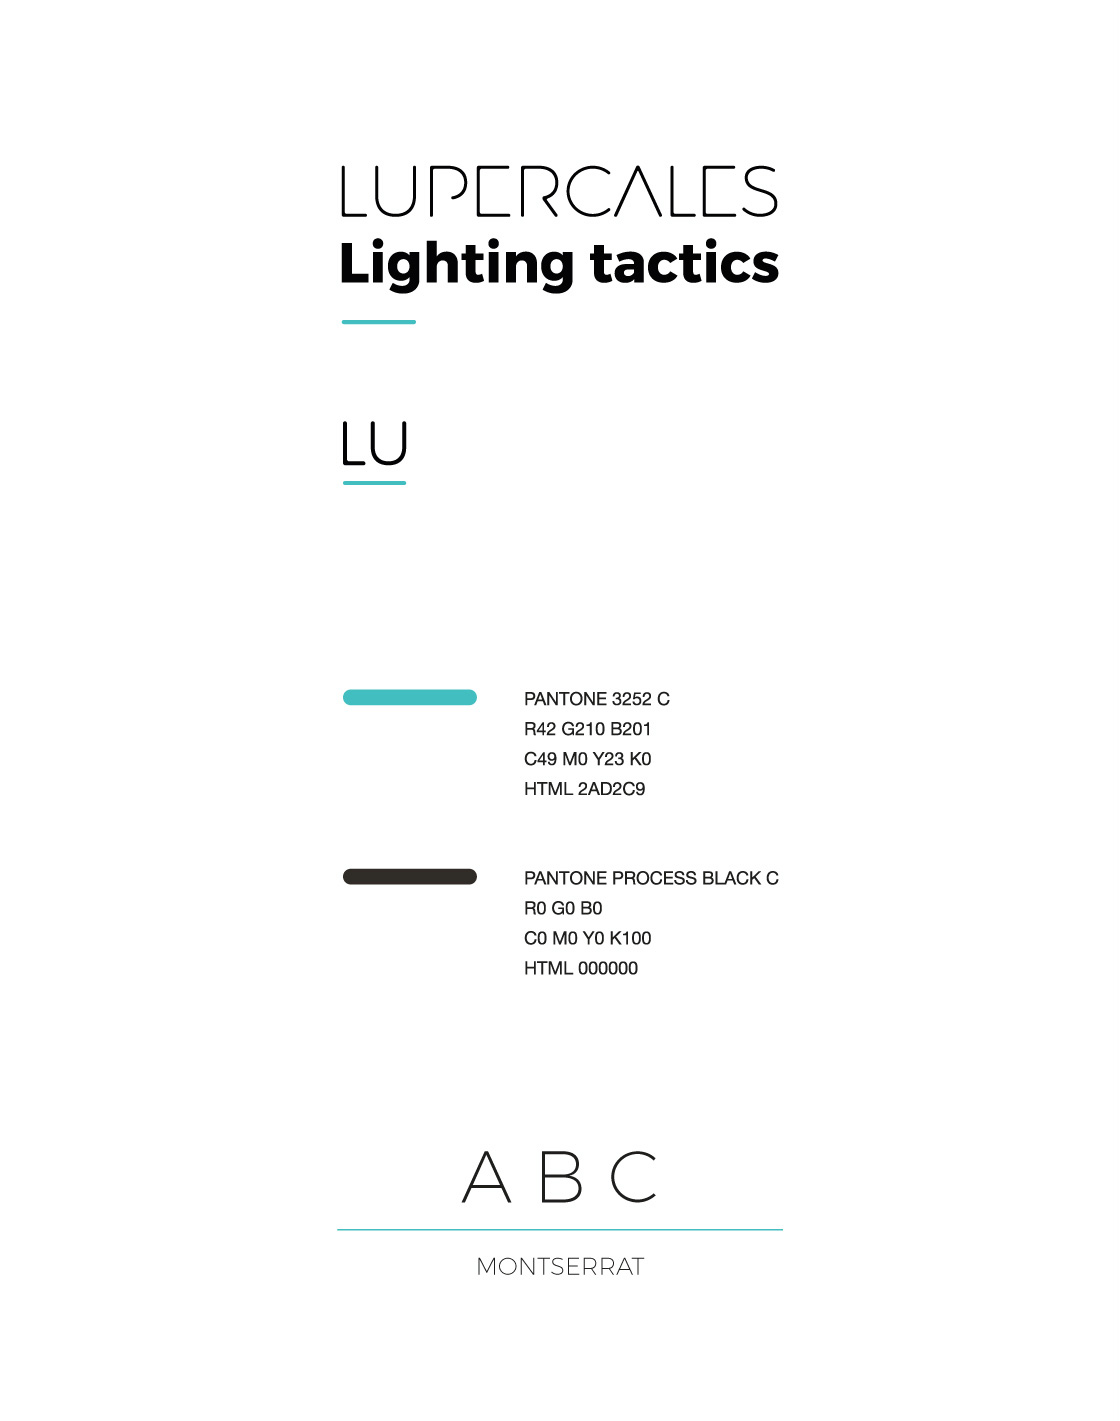 LUPERCALES
Lighting tactics
LU
PANTONE 3252 C
R42 G210 B201
C49 M0 Y23 K0
HTML 2AD2C9
PANTONE PROCESS BLACK C
R0 G0 B0
C0 M0 Y0 K100
HTML 000000
A B C
MONTSERRAT